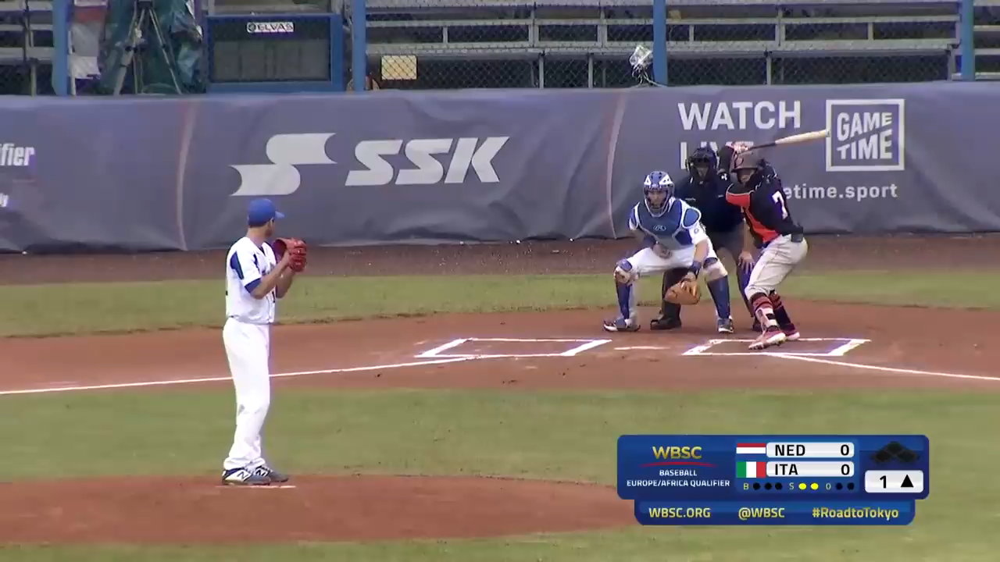 ELVAS
ifier
SSK
WATCH
LIVE
GAME
TIME
etime.sport
7
WBSC
BASEBALL
EUROPE/AFRICA QUALIFIER
NED 0
ITA 0
B S O
1 ▲
WBSC.ORG @WBSC #RoadtoTokyo